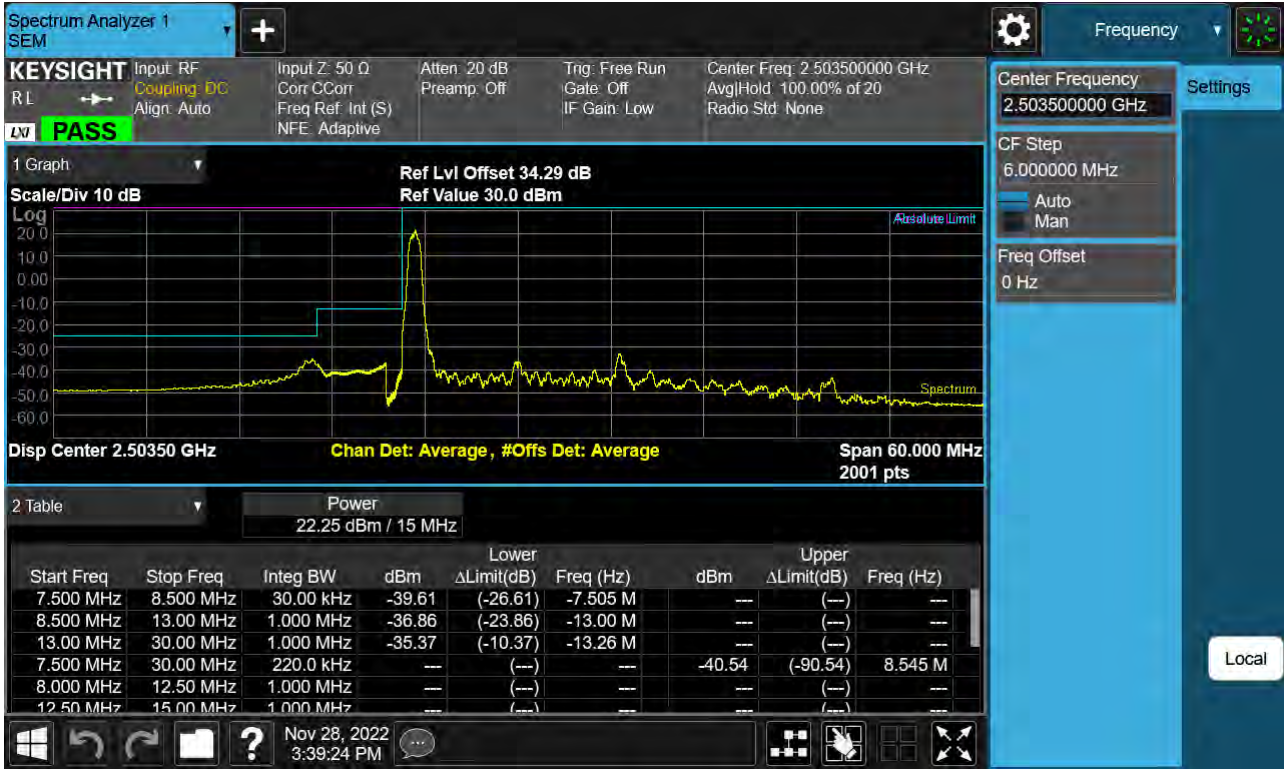 Spectrum Analyzer 1
SEM
+
Frequency
KEYSIGHT
R L
LXI
PASS
Input: RF
Coupling: DC
Align: Auto
Input Z: 50 Ω
Corr CCorr
Freq Ref: Int (S)
NFE: Adaptive
Atten: 20 dB
Preamp: Off
Trig: Free Run
Gate: Off
IF Gain: Low
Center Freq: 2.503500000 GHz
Avg|Hold: 100.00% of 20
Radio Std: None
Center Frequency
2.503500000 GHz
Settings
CF Step
6.000000 MHz
Auto
Man
Freq Offset
0 Hz
Local
1 Graph
Scale/Div 10 dB
Ref Lvl Offset 34.29 dB
Ref Value 30.0 dBm
Log
20.0
10.0
0.00
-10.0
-20.0
-30.0
-40.0
-50.0
-60.0
Absolute Limit
Spectrum
Disp Center 2.50350 GHz
Chan Det: Average, #Offs Det: Average
Span 60.000 MHz
2001 pts
2 Table
Power
22.25 dBm / 15 MHz
Lower Upper
Start Freq Stop Freq Integ BW dBm ΔLimit(dB) Freq (Hz) dBm ΔLimit(dB) Freq (Hz)
7.500 MHz 8.500 MHz 30.00 kHz -39.61 (-26.61) -7.505 M --- (---) ---
8.500 MHz 13.00 MHz 1.000 MHz -36.86 (-23.86) -13.00 M --- (---) ---
13.00 MHz 30.00 MHz 1.000 MHz -35.37 (-10.37) -13.26 M --- (---) ---
7.500 MHz 30.00 MHz 220.0 kHz --- (---) --- -40.54 (-90.54) 8.545 M
8.000 MHz 12.50 MHz 1.000 MHz --- (---) --- --- (---) ---
12.50 MHz 15.00 MHz 1.000 MHz --- (---) --- --- (---) ---
?
Nov 28, 2022
3:39:24 PM